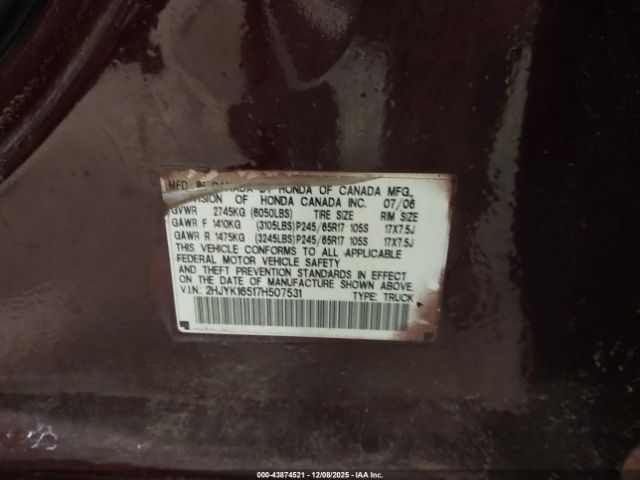 MFD. IN CANADA BY HONDA OF CANADA MFG.
DIVISION OF HONDA CANADA INC. 07/06
GVWR 2745KG (6050LBS) TIRE SIZE RIM SIZE
GAWR F 1410KG (3105LBS) P245/65R17 105S 17X7.5J
GAWR R 1475KG (3245LBS) P245/65R17 105S 17X7.5J
THIS VEHICLE CONFORMS TO ALL APPLICABLE
FEDERAL MOTOR VEHICLE SAFETY
AND THEFT PREVENTION STANDARDS IN EFFECT
ON THE DATE OF MANUFACTURE SHOWN ABOVE.
V.I.N.: 2HJYK16517H507531 TYPE: TRUCK
000-43874521 - 12/08/2025 - IAA Inc.